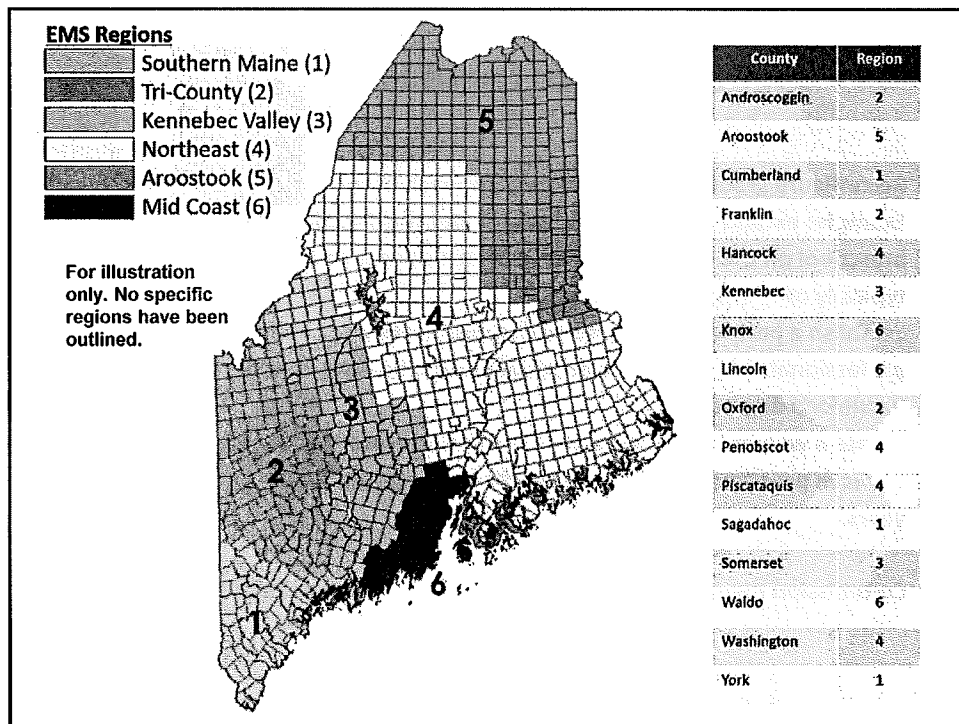 EMS Regions
Southern Maine (1)
Tri-County (2)
Kennebec Valley (3)
Northeast (4)
Aroostook (5)
Mid Coast (6)
For illustration
only. No specific
regions have been
outlined.
5
4
3
2
6
1
County Region
Androscoggin 2
Aroostook 5
Cumberland 1
Franklin 2
Hancock 4
Kennebec 3
Knox 6
Lincoln 6
Oxford 2
Penobscot 4
Piscataquis 4
Sagadahoc 1
Somerset 3
Waldo 6
Washington 4
York 1